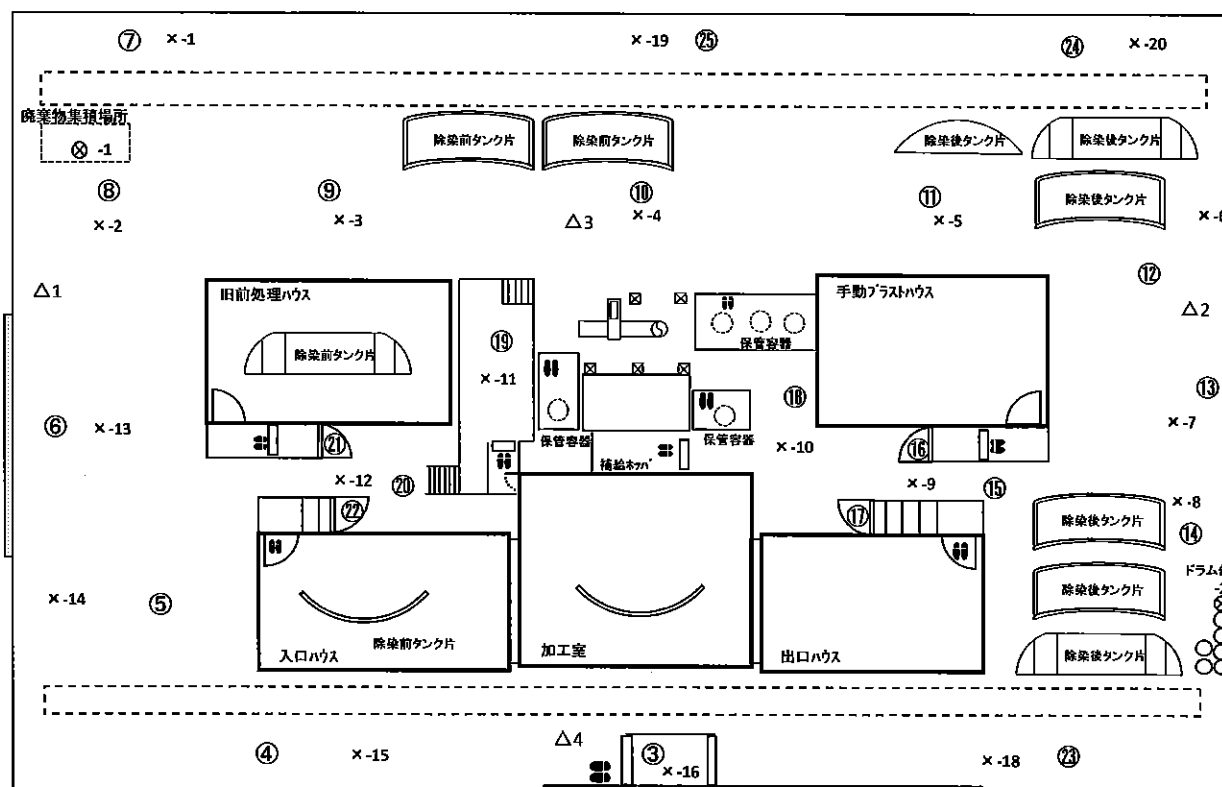 ⑦ ×-1 ×-19 ㉕ ㉔ ×-20
廃棄物集積場所
⊗ -1
除染前タンク片 除染前タンク片 除染後タンク片 除染後タンク片
⑧ ⑨ ⑩ ⑪ 除染後タンク片
×-2 ×-3 △3 ×-4 ×-5
⑫
△1 旧前処理ハウス 手動ブラストハウス △2
保管容器
除染前タンク片 ⑲
×-11 ⑱ ⑬
⑥ ×-13 ×-7
㉑ 保管容器 保管容器 ×-10 ⑯
補給ホッパ
×-12 ⑳ ×-9 ⑮
㉒ ⑰ ×-8
除染後タンク片 ⑭
ドラム
×-14 ⑤ 除染後タンク片
入口ハウス 除染前タンク片 加工室 出口ハウス 除染後タンク片
④ ×-15 △4 ③ ×-16 ×-18 ㉓